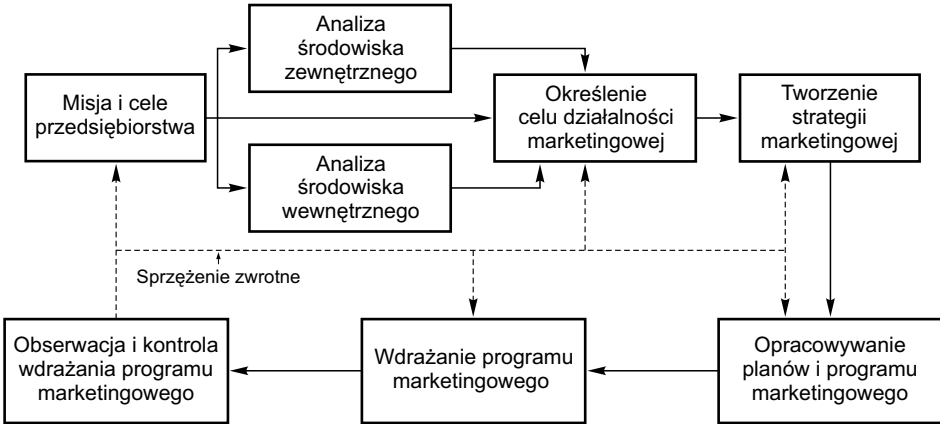 Analiza
środowiska
zewnętrznego
Misja i cele
przedsiębiorstwa
Określenie
celu działalności
marketingowej
Tworzenie
strategii
marketingowej
Analiza
środowiska
wewnętrznego
Sprzężenie zwrotne
Obserwacja i kontrola
wdrażania programu
marketingowego
Wdrażanie programu
marketingowego
Opracowywanie
planów i programu
marketingowego